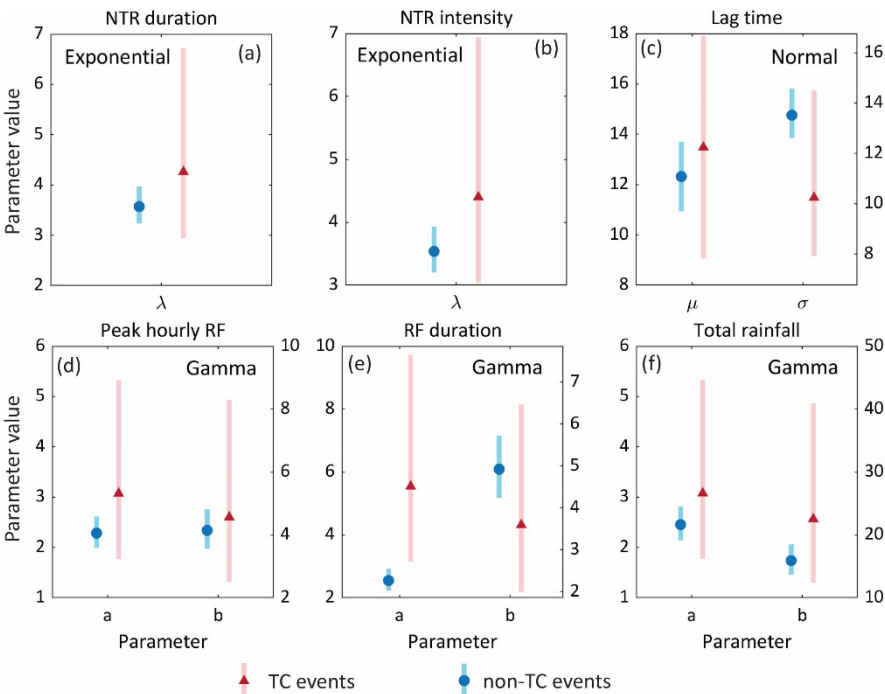 NTR duration
NTR intensity
Lag time
7
6
5
4
3
2
Exponential
(a)
λ
7
6
5
4
3
Exponential
(b)
λ
18
16
14
12
10
8
(c)
Normal
16
14
12
10
8
μ
σ
Parameter value
Peak hourly RF
RF duration
Total rainfall
6
5
4
3
2
1
(d)
Gamma
10
8
6
4
2
a
b
Parameter
10
8
6
4
2
(e)
Gamma
7
6
5
4
3
2
a
b
Parameter
6
5
4
3
2
1
(f)
Gamma
50
40
30
20
10
a
b
Parameter
Parameter value
TC events
non-TC events